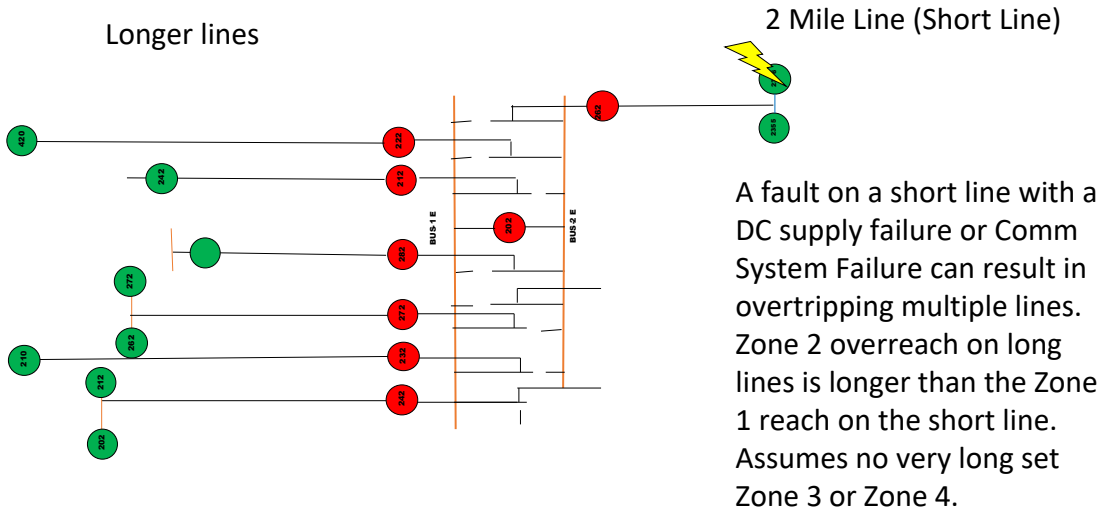 Longer lines
2 Mile Line (Short Line)
262
420
222
2355
242
212
BUS-1 E
202
BUS-2 E
A fault on a short line with a
DC supply failure or Comm
System Failure can result in
overtripping multiple lines.
Zone 2 overreach on long
lines is longer than the Zone
1 reach on the short line.
Assumes no very long set
Zone 3 or Zone 4.
282
272
272
262
210
232
212
242
202